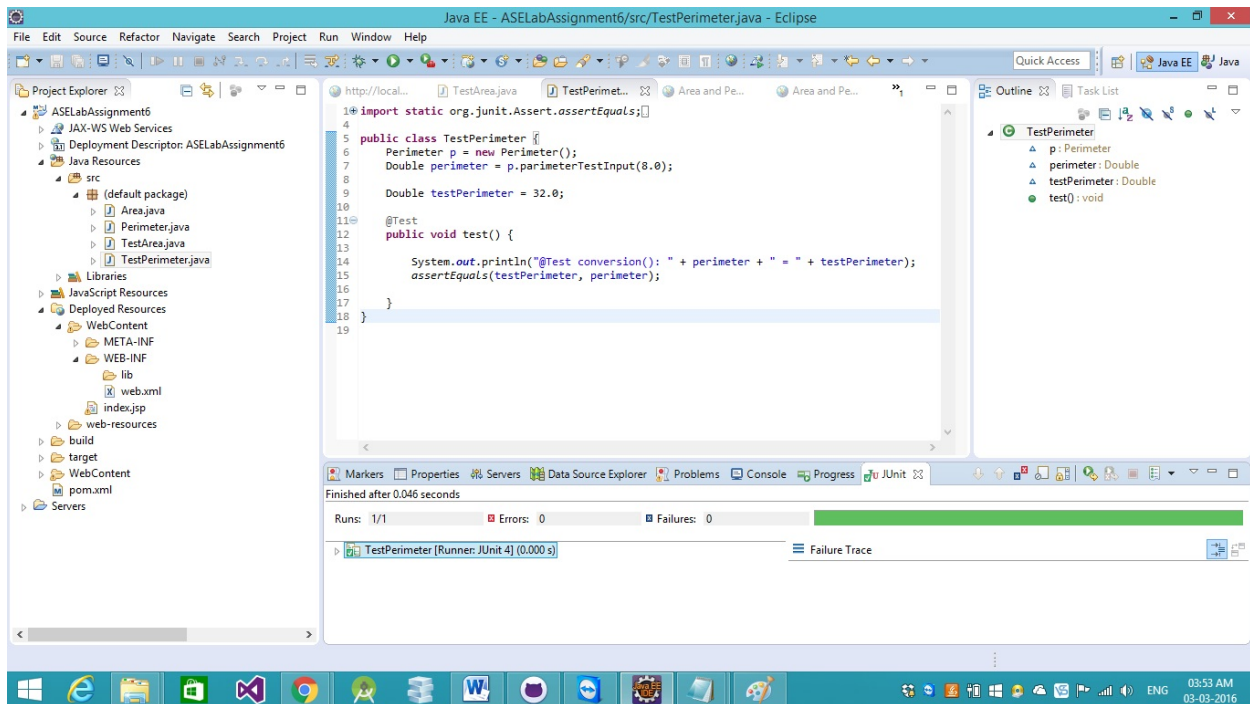 Java EE - ASELabAssignment6/src/TestPerimeter.java - Eclipse
File Edit Source Refactor Navigate Search Project Run Window Help
Quick Access
Java EE
Java
Project Explorer
ASELabAssignment6
JAX-WS Web Services
Deployment Descriptor: ASELabAssignment6
Java Resources
src
(default package)
Area.java
Perimeter.java
TestArea.java
TestPerimeter.java
Libraries
JavaScript Resources
Deployed Resources
WebContent
META-INF
WEB-INF
lib
web.xml
index.jsp
web-resources
build
target
WebContent
pom.xml
Servers
http://local... TestArea.java TestPerimet... Area and Pe... Area and Pe... »1
1 import static org.junit.Assert.assertEquals;
4
5 public class TestPerimeter {
6 Perimeter p = new Perimeter();
7 Double perimeter = p.parimeterTestInput(8.0);
8
9 Double testPerimeter = 32.0;
10
11 @Test
12 public void test() {
13
14 System.out.println("@Test conversion(): " + perimeter + " = " + testPerimeter);
15 assertEquals(testPerimeter, perimeter);
16
17 }
18 }
19
Outline Task List
TestPerimeter
p : Perimeter
perimeter : Double
testPerimeter : Double
test() : void
Markers Properties Servers Data Source Explorer Problems Console Progress JUnit
Finished after 0.046 seconds
Runs: 1/1 Errors: 0 Failures: 0
TestPerimeter [Runner: JUnit 4] (0.000 s)
Failure Trace
ENG
03:53 AM
03-03-2016